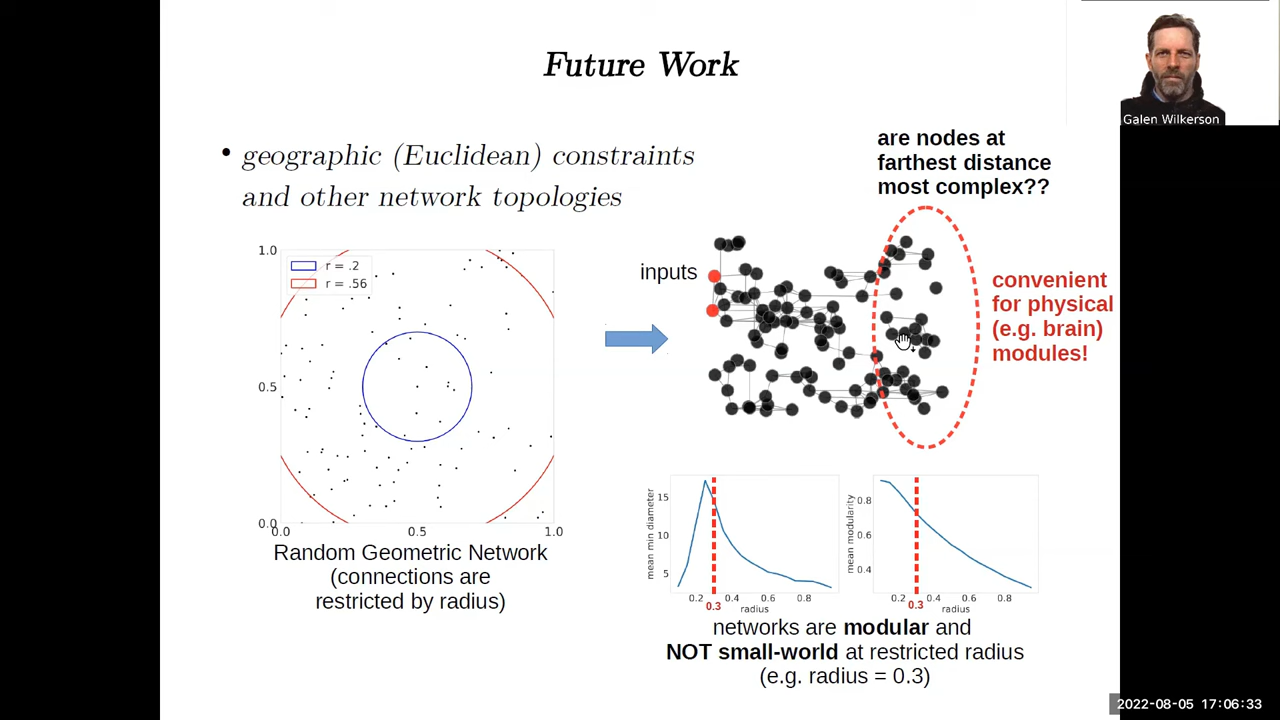 Future Work
Galen Wilkerson
• geographic (Euclidean) constraints
and other network topologies
are nodes at
farthest distance
most complex??
1.0
r = .2
r = .56
0.5
0.0
0.0
0.5
1.0
Random Geometric Network
(connections are
restricted by radius)
inputs
convenient
for physical
(e.g. brain)
modules!
mean min diameter
15
10
5
0.2 0.4 0.6 0.8
0.3
radius
mean modularity
0.8
0.6
0.4
0.2 0.4 0.6 0.8
0.3
radius
networks are modular and
NOT small-world at restricted radius
(e.g. radius = 0.3)
2022-08-05 17:06:33